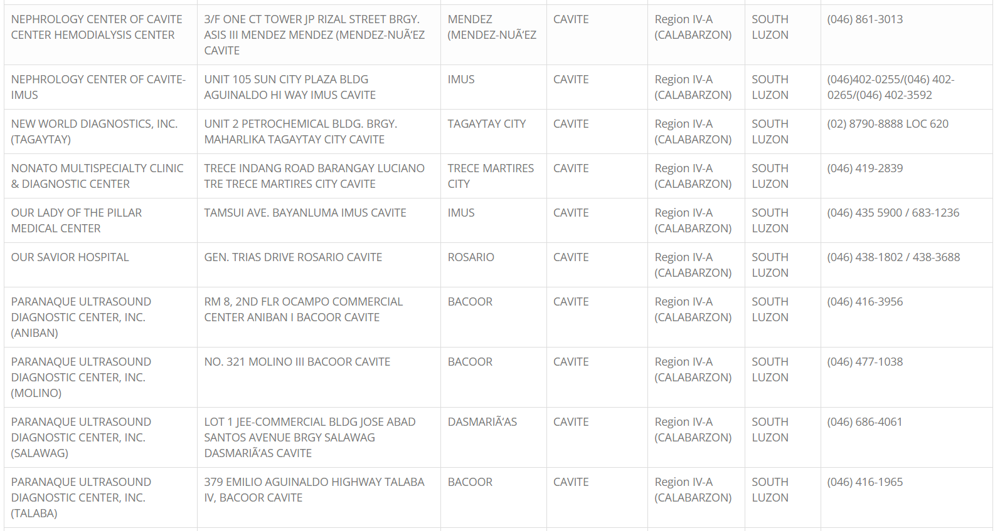 NEPHROLOGY CENTER OF CAVITE
CENTER HEMODIALYSIS CENTER
3/F ONE CT TOWER JP RIZAL STREET BRGY.
ASIS III MENDEZ MENDEZ (MENDEZ-NUÃ‘EZ
CAVITE
MENDEZ
(MENDEZ-NUÃ‘EZ
CAVITE
Region IV-A
(CALABARZON)
SOUTH
LUZON
(046) 861-3013
NEPHROLOGY CENTER OF CAVITE-
IMUS
UNIT 105 SUN CITY PLAZA BLDG
AGUINALDO HI WAY IMUS CAVITE
IMUS
CAVITE
Region IV-A
(CALABARZON)
SOUTH
LUZON
(046)402-0255/(046) 402-
0265/(046) 402-3592
NEW WORLD DIAGNOSTICS, INC.
(TAGAYTAY)
UNIT 2 PETROCHEMICAL BLDG. BRGY.
MAHARLIKA TAGAYTAY CITY CAVITE
TAGAYTAY CITY
CAVITE
Region IV-A
(CALABARZON)
SOUTH
LUZON
(02) 8790-8888 LOC 620
NONATO MULTISPECIALTY CLINIC
& DIAGNOSTIC CENTER
TRECE INDANG ROAD BARANGAY LUCIANO
TRE TRECE MARTIRES CITY CAVITE
TRECE MARTIRES
CITY
CAVITE
Region IV-A
(CALABARZON)
SOUTH
LUZON
(046) 419-2839
OUR LADY OF THE PILLAR
MEDICAL CENTER
TAMSUI AVE. BAYANLUMA IMUS CAVITE
IMUS
CAVITE
Region IV-A
(CALABARZON)
SOUTH
LUZON
(046) 435 5900 / 683-1236
OUR SAVIOR HOSPITAL
GEN. TRIAS DRIVE ROSARIO CAVITE
ROSARIO
CAVITE
Region IV-A
(CALABARZON)
SOUTH
LUZON
(046) 438-1802 / 438-3688
PARANAQUE ULTRASOUND
DIAGNOSTIC CENTER, INC.
(ANIBAN)
RM 8, 2ND FLR OCAMPO COMMERCIAL
CENTER ANIBAN I BACOOR CAVITE
BACOOR
CAVITE
Region IV-A
(CALABARZON)
SOUTH
LUZON
(046) 416-3956
PARANAQUE ULTRASOUND
DIAGNOSTIC CENTER, INC.
(MOLINO)
NO. 321 MOLINO III BACOOR CAVITE
BACOOR
CAVITE
Region IV-A
(CALABARZON)
SOUTH
LUZON
(046) 477-1038
PARANAQUE ULTRASOUND
DIAGNOSTIC CENTER, INC.
(SALAWAG)
LOT 1 JEE-COMMERCIAL BLDG JOSE ABAD
SANTOS AVENUE BRGY SALAWAG
DASMARIÃ‘AS CAVITE
DASMARIÃ‘AS
CAVITE
Region IV-A
(CALABARZON)
SOUTH
LUZON
(046) 686-4061
PARANAQUE ULTRASOUND
DIAGNOSTIC CENTER, INC.
(TALABA)
379 EMILIO AGUINALDO HIGHWAY TALABA
IV, BACOOR CAVITE
BACOOR
CAVITE
Region IV-A
(CALABARZON)
SOUTH
LUZON
(046) 416-1965